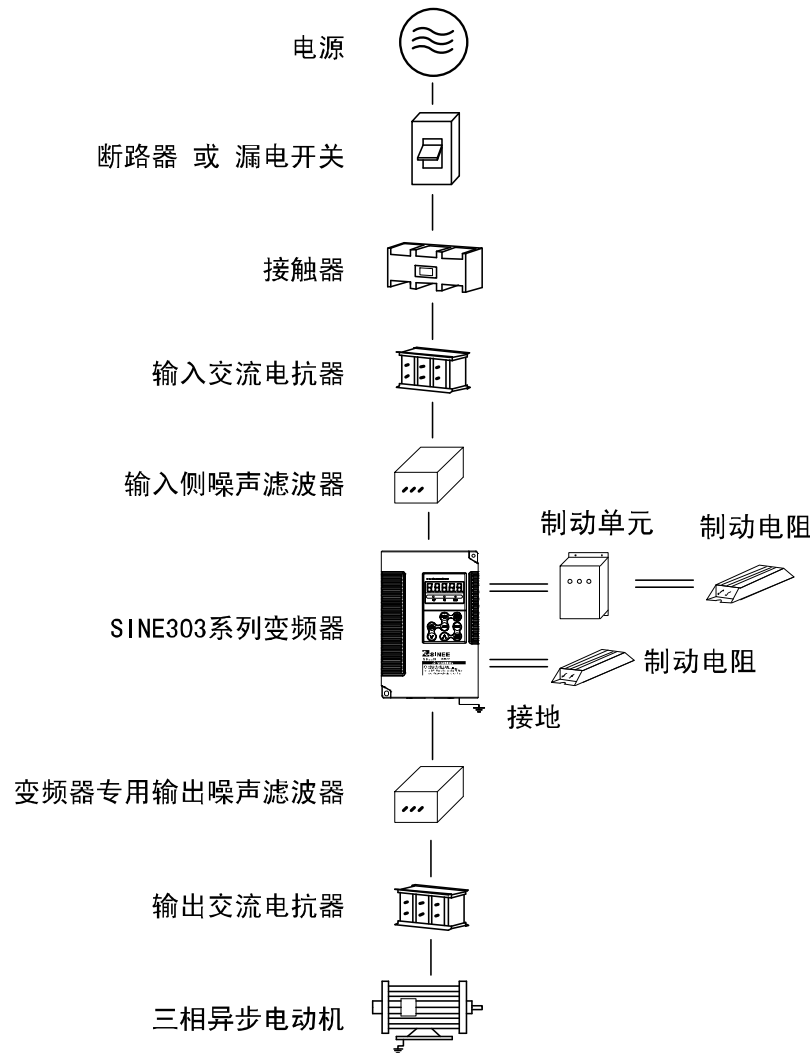 电源
断路器 或 漏电开关
接触器
输入交流电抗器
输入侧噪声滤波器
制动单元
制动电阻
SINE303系列变频器
SINEE
制动电阻
接地
变频器专用输出噪声滤波器
输出交流电抗器
三相异步电动机